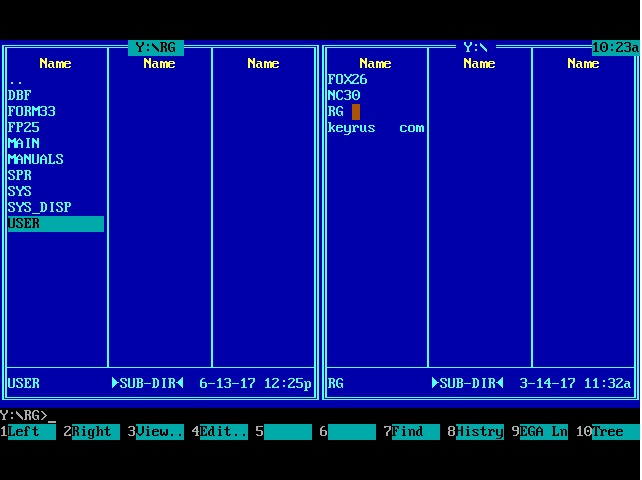 Y:\RG Y:\ 10:23a
Name Name Name Name Name Name
.. FOX26
DBF NC30
FORM33 RG
FP25 keyrus com
MAIN
MANUALS
SPR
SYS
SYS_DISP
USER
USER ►SUB-DIR◄ 6-13-17 12:25p RG ►SUB-DIR◄ 3-14-17 11:32a
Y:\RG>_
1Left 2Right 3View.. 4Edit.. 5 6 7Find 8Histry 9EGA Ln 10Tree